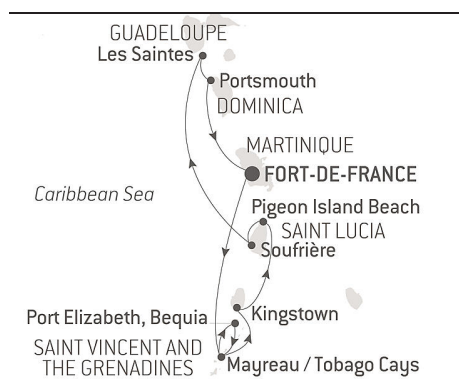 GUADELOUPE
Les Saintes
Portsmouth
DOMINICA
MARTINIQUE
FORT-DE-FRANCE
Caribbean Sea
Pigeon Island Beach
SAINT LUCIA
Soufrière
Kingstown
Port Elizabeth, Bequia
SAINT VINCENT AND
THE GRENADINES
Mayreau / Tobago Cays